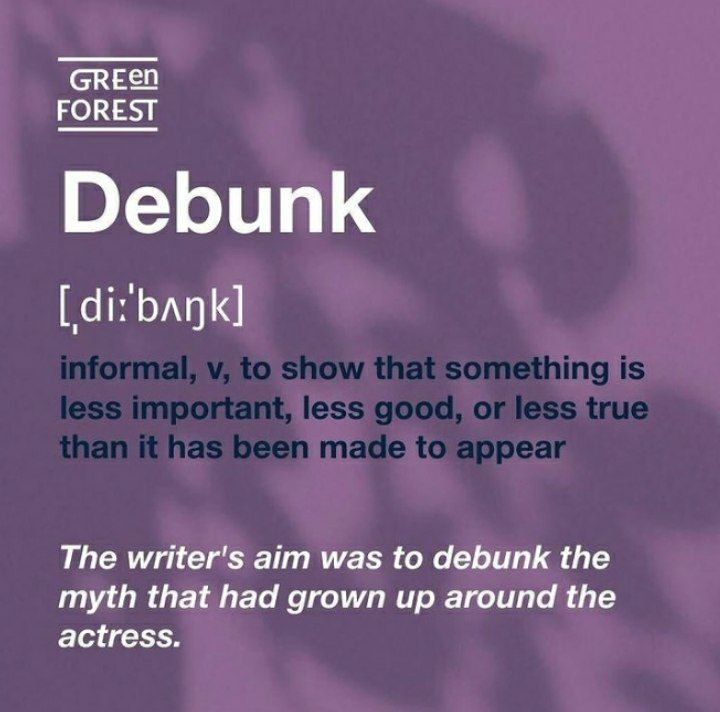 GREen
FOREST
Debunk
[ˌdiːˈbʌŋk]
informal, v, to show that something is
less important, less good, or less true
than it has been made to appear
The writer's aim was to debunk the
myth that had grown up around the
actress.